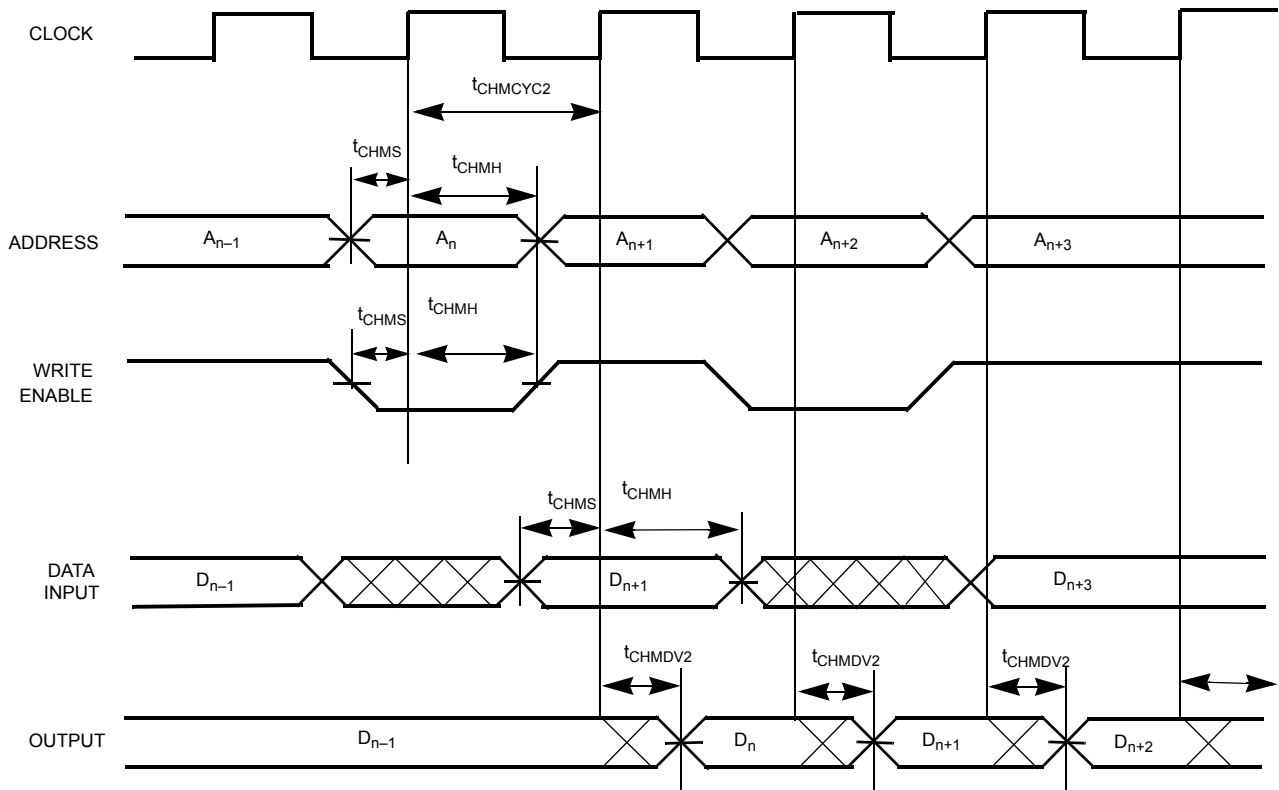 CLOCK
tCHMCYC2
tCHMS
tCHMH
ADDRESS
An–1
An
An+1
An+2
An+3
tCHMS
tCHMH
WRITE
ENABLE
tCHMS
tCHMH
DATA
INPUT
Dn–1
Dn+1
Dn+3
tCHMDV2
tCHMDV2
tCHMDV2
OUTPUT
Dn–1
Dn
Dn+1
Dn+2